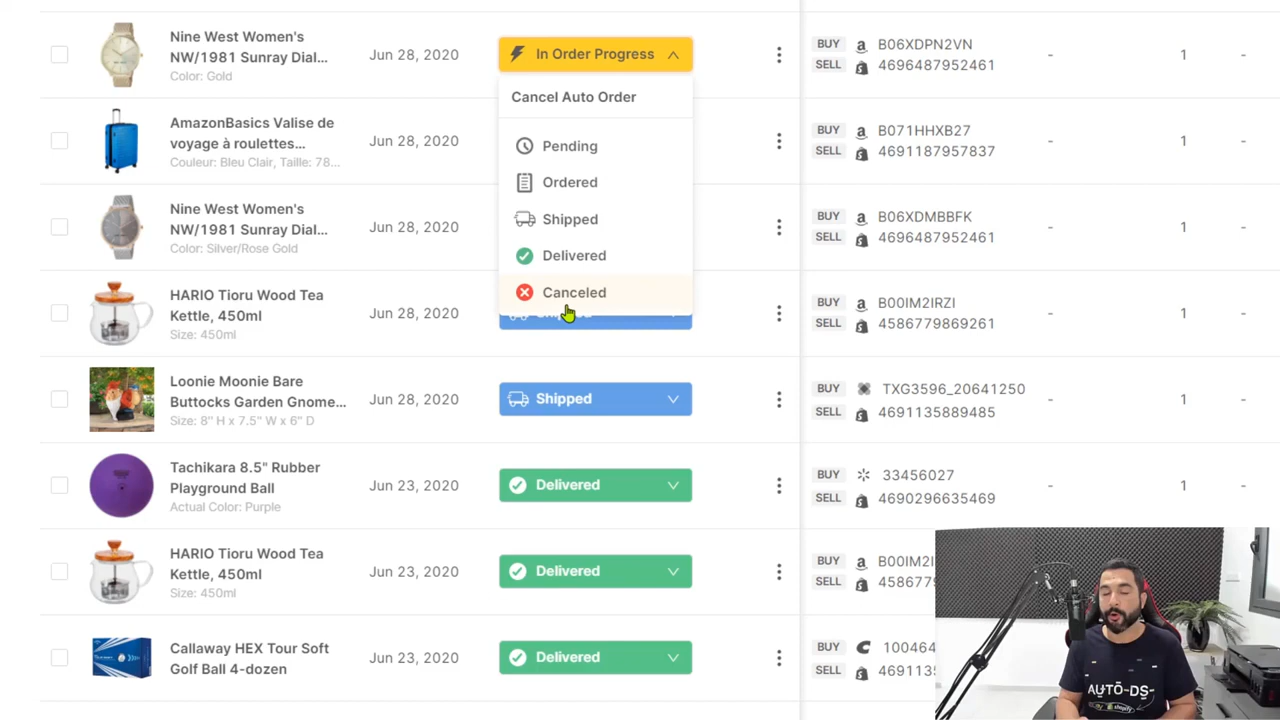 Nine West Women's
NW/1981 Sunray Dial...
Color: Gold
Jun 28, 2020
In Order Progress
BUY B06XDPN2VN
SELL 4696487952461
-
1
-
Cancel Auto Order
Pending
Ordered
Shipped
Delivered
Canceled
AmazonBasics Valise de
voyage à roulettes...
Couleur: Bleu Clair, Taille: 78...
Jun 28, 2020
BUY B071HHXB27
SELL 4691187957837
-
1
-
Nine West Women's
NW/1981 Sunray Dial...
Color: Silver/Rose Gold
Jun 28, 2020
BUY B06XDMBBFK
SELL 4696487952461
-
1
-
HARIO Tioru Wood Tea
Kettle, 450ml
Size: 450ml
Jun 28, 2020
BUY B00IM2IRZI
SELL 4586779869261
-
1
-
Loonie Moonie Bare
Buttocks Garden Gnome...
Size: 8" H x 7.5" W x 6" D
Jun 28, 2020
Shipped
BUY TXG3596_20641250
SELL 4691135889485
-
1
-
Tachikara 8.5" Rubber
Playground Ball
Actual Color: Purple
Jun 23, 2020
Delivered
BUY 33456027
SELL 4690296635469
-
1
-
HARIO Tioru Wood Tea
Kettle, 450ml
Size: 450ml
Jun 23, 2020
Delivered
BUY B00IM2I
SELL 458677
Callaway HEX Tour Soft
Golf Ball 4-dozen
Jun 23, 2020
Delivered
BUY 100464
SELL 469113
AUTO-DS
shopify